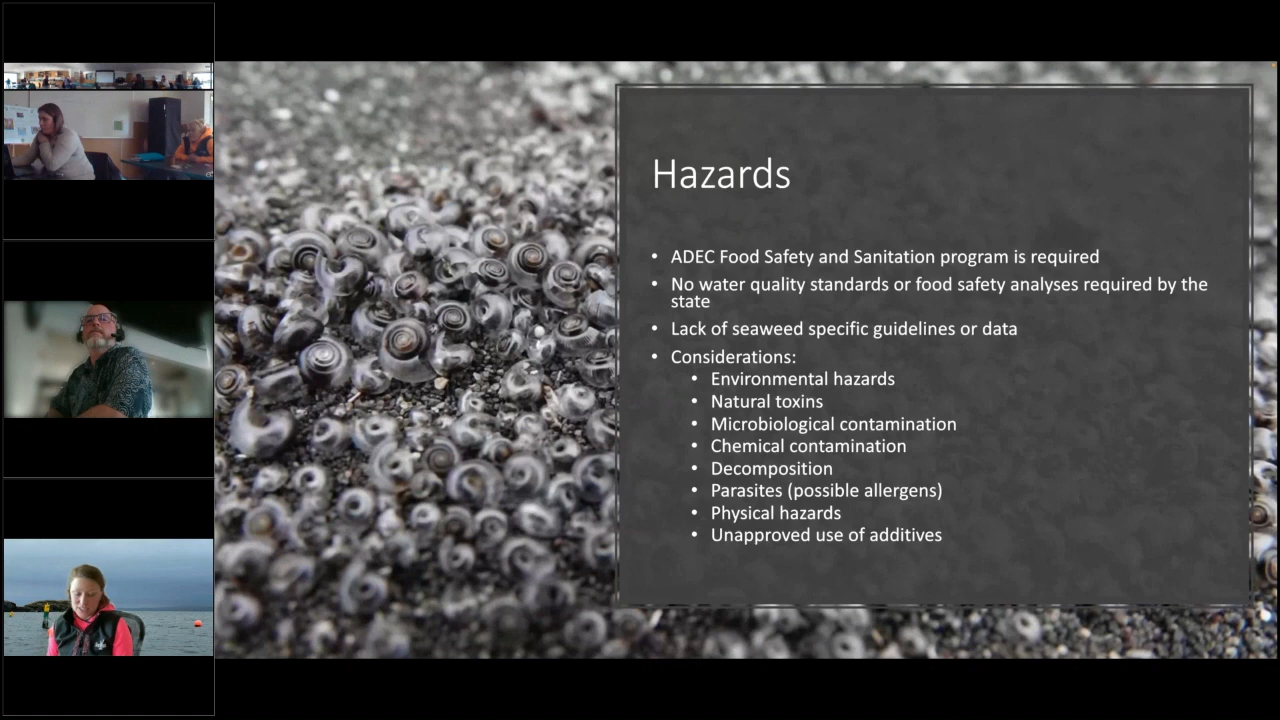 Hazards
• ADEC Food Safety and Sanitation program is required
• No water quality standards or food safety analyses required by the
state
• Lack of seaweed specific guidelines or data
• Considerations:
• Environmental hazards
• Natural toxins
• Microbiological contamination
• Chemical contamination
• Decomposition
• Parasites (possible allergens)
• Physical hazards
• Unapproved use of additives